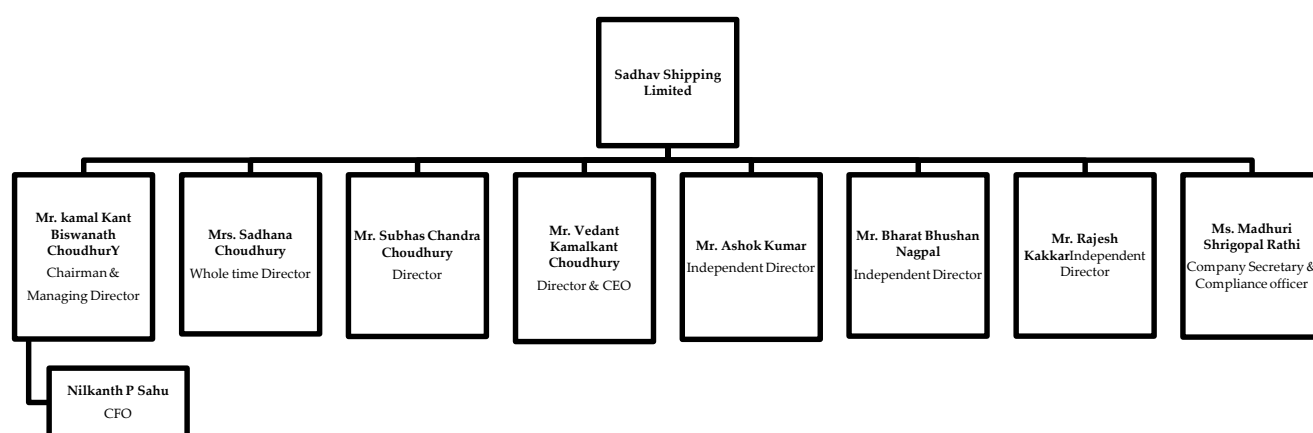 Sadhav Shipping
Limited
Mr. kamal Kant
Biswanath
ChoudhurY
Chairman &
Managing Director
Mrs. Sadhana
Choudhury
Whole time Director
Mr. Subhas Chandra
Choudhury
Director
Mr. Vedant
Kamalkant
Choudhury
Director & CEO
Mr. Ashok Kumar
Independent Director
Mr. Bharat Bhushan
Nagpal
Independent Director
Mr. Rajesh
KakkarIndependent
Director
Ms. Madhuri
Shrigopal Rathi
Company Secretary &
Compliance officer
Nilkanth P Sahu
CFO